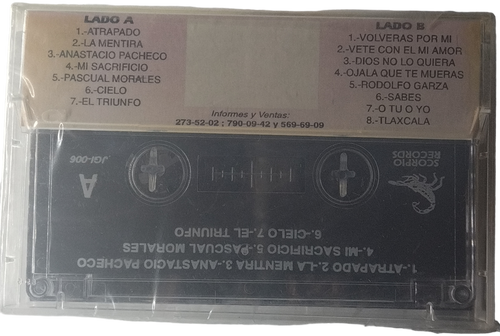 LADO A
1.-ATRAPADO
2.-LA MENTIRA
3.-ANASTACIO PACHECO
4.-MI SACRIFICIO
5.-PASCUAL MORALES
6.-CIELO
7.-EL TRIUNFO
LADO B
1.-VOLVERAS POR MI
2.-VETE CON EL MI AMOR
3.-DIOS NO LO QUIERA
4.-OJALA QUE TE MUERAS
5.-RODOLFO GARZA
6.-SABES
7.-O TU O YO
8.-TLAXCALA
Informes y Ventas:
273-52-02 ; 790-09-42 y 569-69-09
A
JGI-006
SCORPIO
RECORDS
1.-ATRAPADO 2.-LA MENTIRA 3.-ANASTACIO PACHECO
4.-MI SACRIFICIO 5.-PASCUAL MORALES
6.-CIELO 7.-EL TRIUNFO